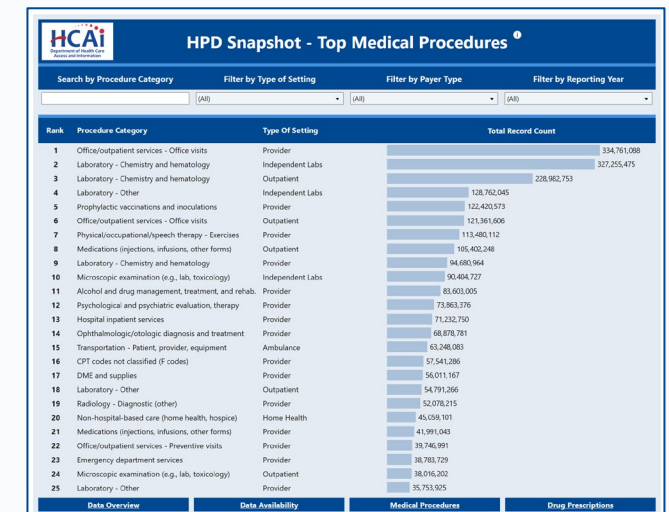 HCAi
Department of Health Care
Access and Information
HPD Snapshot - Top Medical Procedures i
Search by Procedure Category Filter by Type of Setting Filter by Payer Type Filter by Reporting Year
(All) (All) (All)
Rank Procedure Category Type Of Setting Total Record Count
1 Office/outpatient services - Office visits Provider 334,761,088
2 Laboratory - Chemistry and hematology Independent Labs 327,255,475
3 Laboratory - Chemistry and hematology Outpatient 228,982,753
4 Laboratory - Other Independent Labs 128,762,045
5 Prophylactic vaccinations and inoculations Provider 122,420,573
6 Office/outpatient services - Office visits Outpatient 121,361,606
7 Physical/occupational/speech therapy - Exercises Provider 113,480,112
8 Medications (injections, infusions, other forms) Outpatient 105,402,248
9 Laboratory - Chemistry and hematology Provider 94,680,964
10 Microscopic examination (e.g., lab, toxicology) Independent Labs 90,404,727
11 Alcohol and drug management, treatment, and rehab. Provider 83,603,005
12 Psychological and psychiatric evaluation, therapy Provider 73,863,376
13 Hospital inpatient services Provider 71,232,750
14 Ophthalmologic/otologic diagnosis and treatment Provider 68,878,781
15 Transportation - Patient, provider, equipment Ambulance 63,248,083
16 CPT codes not classified (F codes) Provider 57,541,286
17 DME and supplies Provider 56,011,167
18 Laboratory - Other Outpatient 54,791,266
19 Radiology - Diagnostic (other) Provider 52,078,215
20 Non-hospital-based care (home health, hospice) Home Health 45,059,101
21 Medications (injections, infusions, other forms) Provider 41,991,043
22 Office/outpatient services - Preventive visits Provider 39,746,991
23 Emergency department services Provider 38,783,729
24 Microscopic examination (e.g., lab, toxicology) Outpatient 38,016,202
25 Laboratory - Other Provider 35,753,925
Data Overview Data Availability Medical Procedures Drug Prescriptions